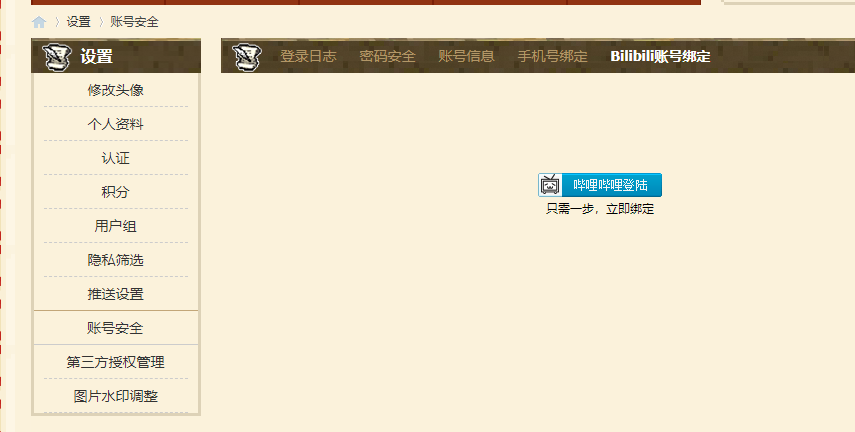 设置 账号安全
设置
修改头像
个人资料
认证
积分
用户组
隐私筛选
推送设置
账号安全
第三方授权管理
图片水印调整
登录日志 密码安全 账号信息 手机号绑定 Bilibili账号绑定
哔哩哔哩登陆
只需一步，立即绑定